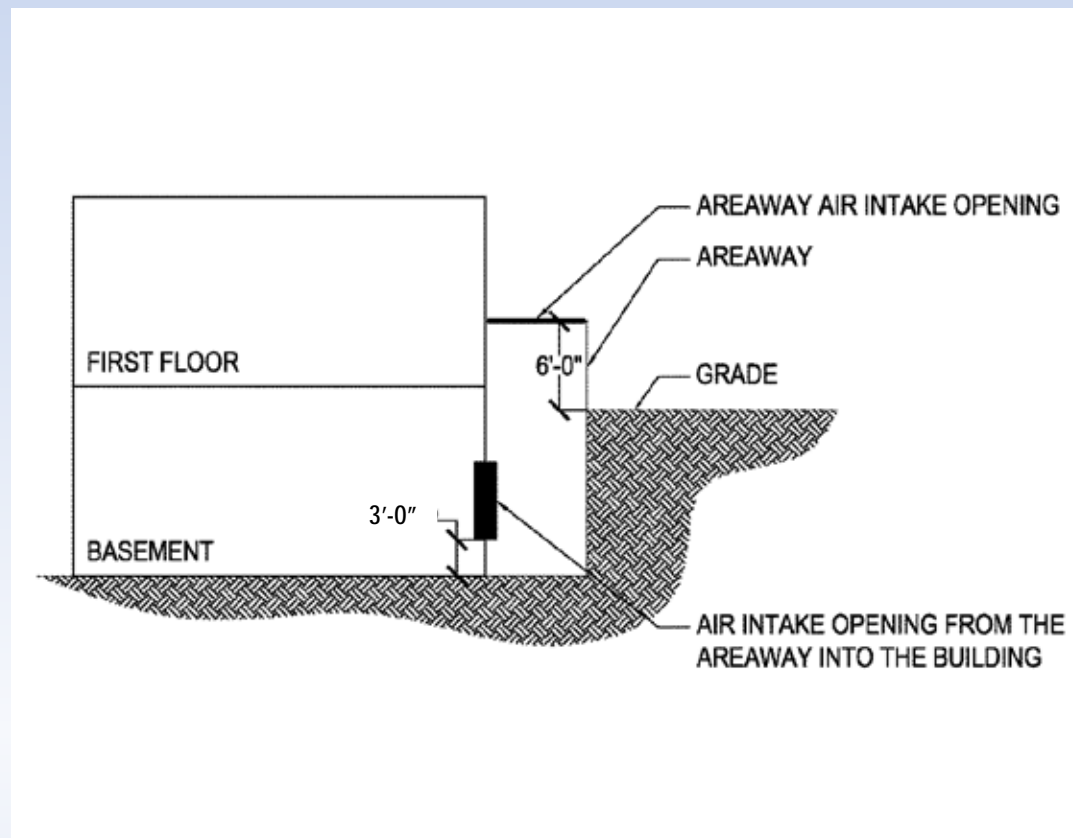 AREAWAY AIR INTAKE OPENING
AREAWAY
FIRST FLOOR
6'-0"
GRADE
3'-0"
BASEMENT
AIR INTAKE OPENING FROM THE
AREAWAY INTO THE BUILDING